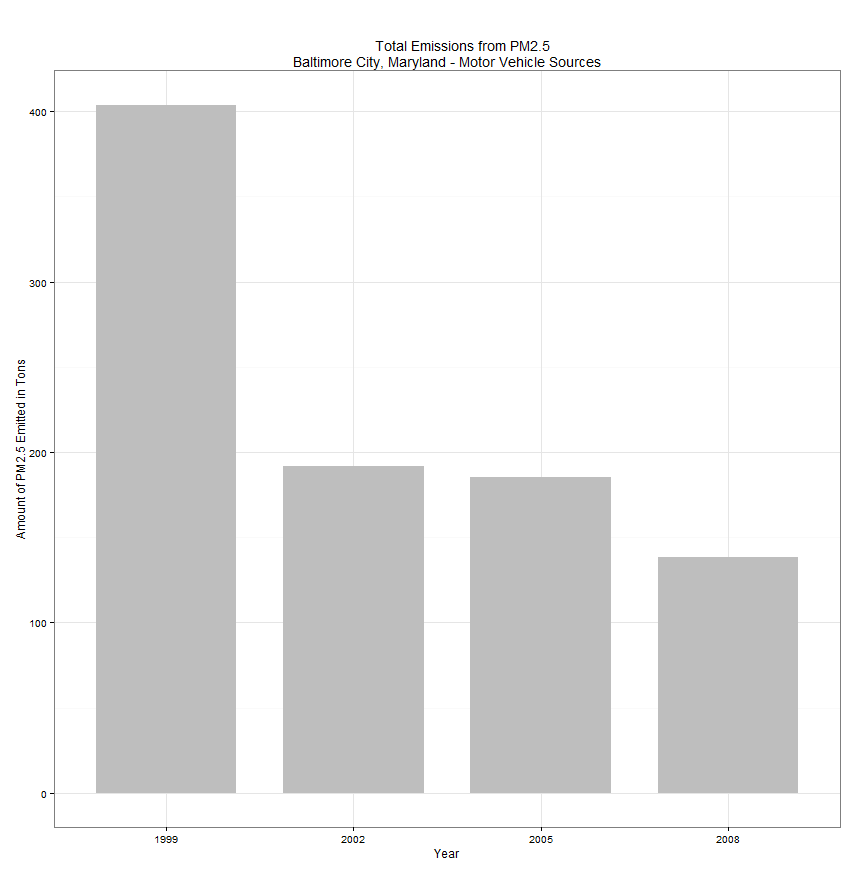 Total Emissions from PM2.5
Baltimore City, Maryland - Motor Vehicle Sources
400
300
200
100
0
Amount of PM2.5 Emitted in Tons
1999 2002 2005 2008
Year